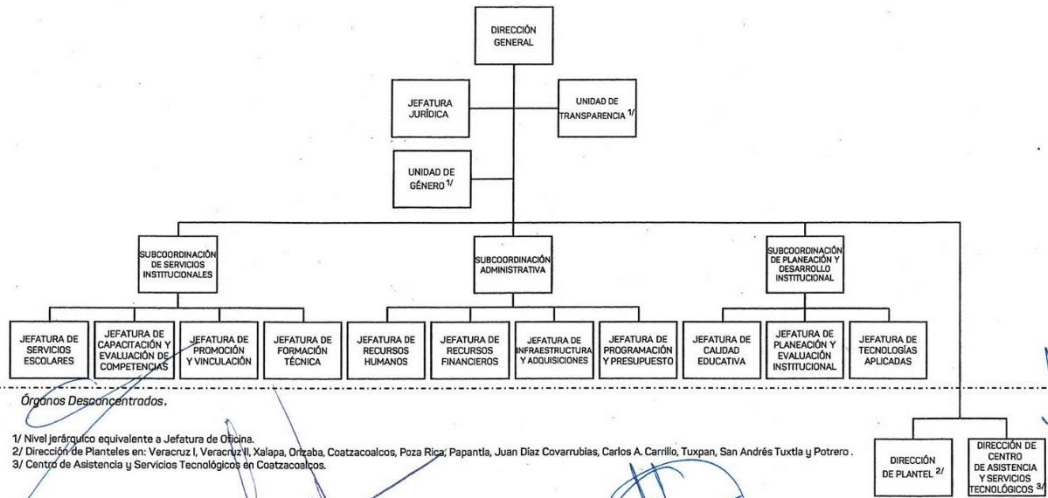 DIRECCIÓN
GENERAL
JEFATURA
JURÍDICA
UNIDAD DE
TRANSPARENCIA 1/
UNIDAD DE
GÉNERO 1/
SUBCOORDINACIÓN
DE SERVICIOS
INSTITUCIONALES
SUBCOORDINACIÓN
ADMINISTRATIVA
SUBCOORDINACIÓN
DE PLANEACIÓN Y
DESARROLLO
INSTITUCIONAL
JEFATURA DE
SERVICIOS
ESCOLARES
JEFATURA DE
CAPACITACIÓN Y
EVALUACIÓN DE
COMPETENCIAS
JEFATURA DE
PROMOCIÓN Y
VINCULACIÓN
JEFATURA DE
FORMACIÓN
TÉCNICA
JEFATURA DE
RECURSOS
HUMANOS
JEFATURA DE
RECURSOS
FINANCIEROS
JEFATURA DE
INFRAESTRUCTURA
Y ADQUISICIONES
JEFATURA DE
PROGRAMACIÓN
Y PRESUPUESTO
JEFATURA DE
CALIDAD
EDUCATIVA
JEFATURA DE
PLANEACIÓN Y
EVALUACIÓN
INSTITUCIONAL
JEFATURA DE
TECNOLOGÍAS
APLICADAS
Órganos Desconcentrados.
1/ Nivel jerárquico equivalente a Jefatura de Oficina.
2/ Dirección de Planteles en: Veracruz I, Veracruz II, Xalapa, Orizaba, Coatzacoalcos, Poza Rica, Papantla, Juan Díaz Covarrubias, Carlos A. Carrillo, Tuxpan, San Andrés Tuxtla y Potrero.
3/ Centro de Asistencia y Servicios Tecnológicos en Coatzacoalcos.
DIRECCIÓN
DE PLANTEL 2/
DIRECCIÓN DE
CENTRO
DE ASISTENCIA
Y SERVICIOS
TECNOLÓGICOS 3/